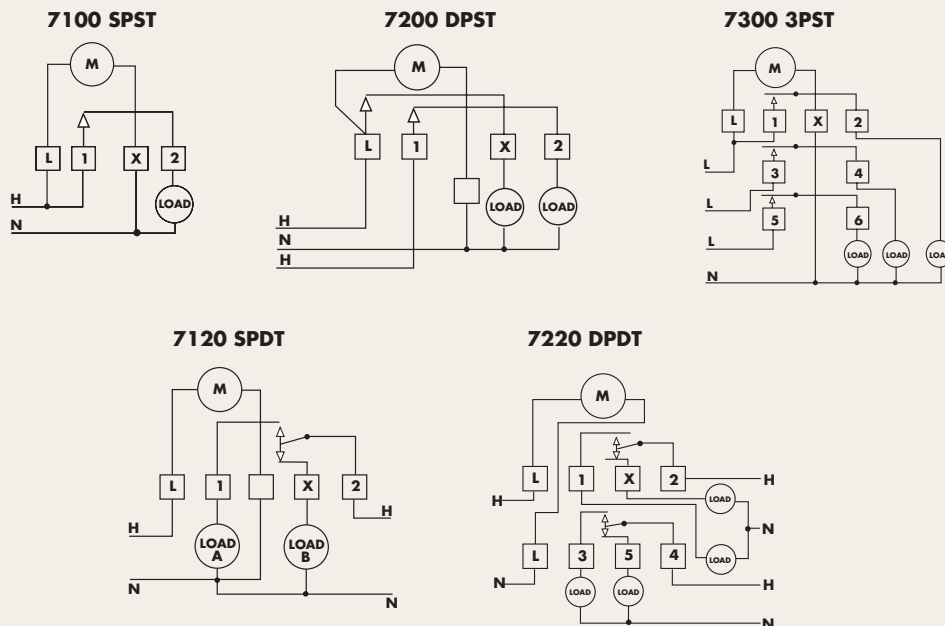 7100 SPST
M
L 1 X 2
H
LOAD
N
7200 DPST
M
L 1 X 2
LOAD LOAD
H
N
H
7300 3PST
M
L 1 X 2
L
3 4
L
5 6
L
LOAD LOAD LOA
N
7120 SPDT
M
L 1 X 2
H
H
LOAD A
LOAD B
N
N
7220 DPDT
M
L 1 X 2
H
H
LOAD
N
L 3 5 4
LOAD
N
H
LOAD LOAD
N